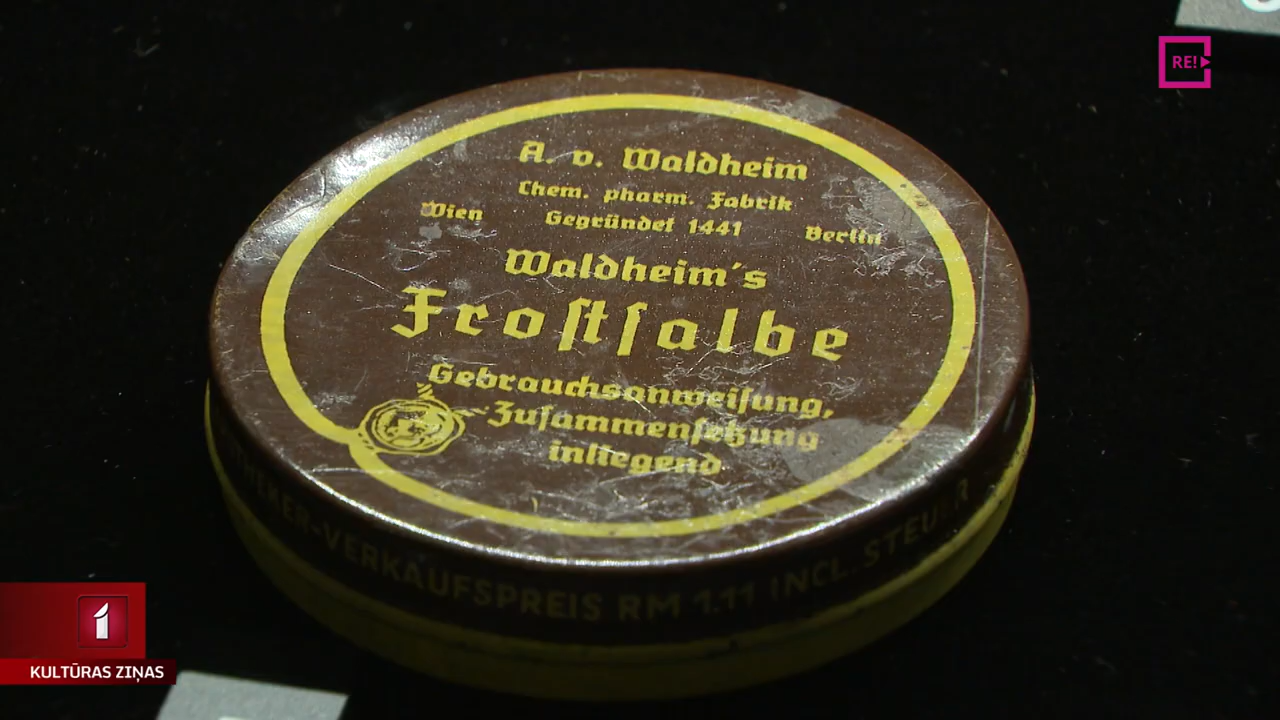 RE!
A. v. Waldheim
Chem. pharm. Fabrik
Wien Gegründet 1441 Berlin
Waldheim's
Froſtſalbe
Gebrauchsanweiſung,
Zuſammenſetzung
inliegend
VERKAUFSPREIS RM 1.11 INCL. STEUER
1
KULTŪRAS ZIŅAS